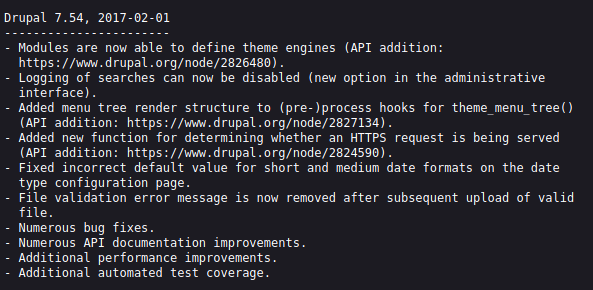 Drupal 7.54, 2017-02-01
-----------------------
- Modules are now able to define theme engines (API addition:
  https://www.drupal.org/node/2826480).
- Logging of searches can now be disabled (new option in the administrative
  interface).
- Added menu tree render structure to (pre-)process hooks for theme_menu_tree()
  (API addition: https://www.drupal.org/node/2827134).
- Added new function for determining whether an HTTPS request is being served
  (API addition: https://www.drupal.org/node/2824590).
- Fixed incorrect default value for short and medium date formats on the date
  type configuration page.
- File validation error message is now removed after subsequent upload of valid
  file.
- Numerous bug fixes.
- Numerous API documentation improvements.
- Additional performance improvements.
- Additional automated test coverage.